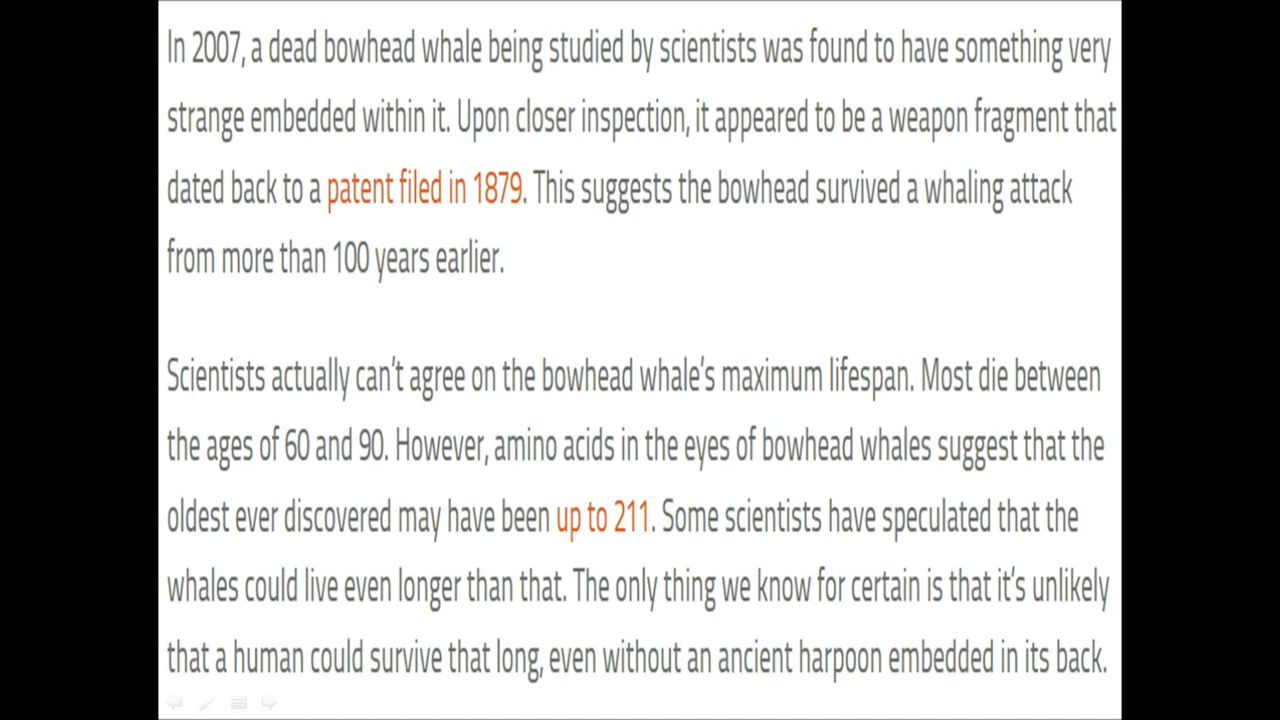 In 2007, a dead bowhead whale being studied by scientists was found to have something very
strange embedded within it. Upon closer inspection, it appeared to be a weapon fragment that
dated back to a patent filed in 1879. This suggests the bowhead survived a whaling attack
from more than 100 years earlier.
Scientists actually can't agree on the bowhead whale's maximum lifespan. Most die between
the ages of 60 and 90. However, amino acids in the eyes of bowhead whales suggest that the
oldest ever discovered may have been up to 211. Some scientists have speculated that the
whales could live even longer than that. The only thing we know for certain is that it's unlikely
that a human could survive that long, even without an ancient harpoon embedded in its back.